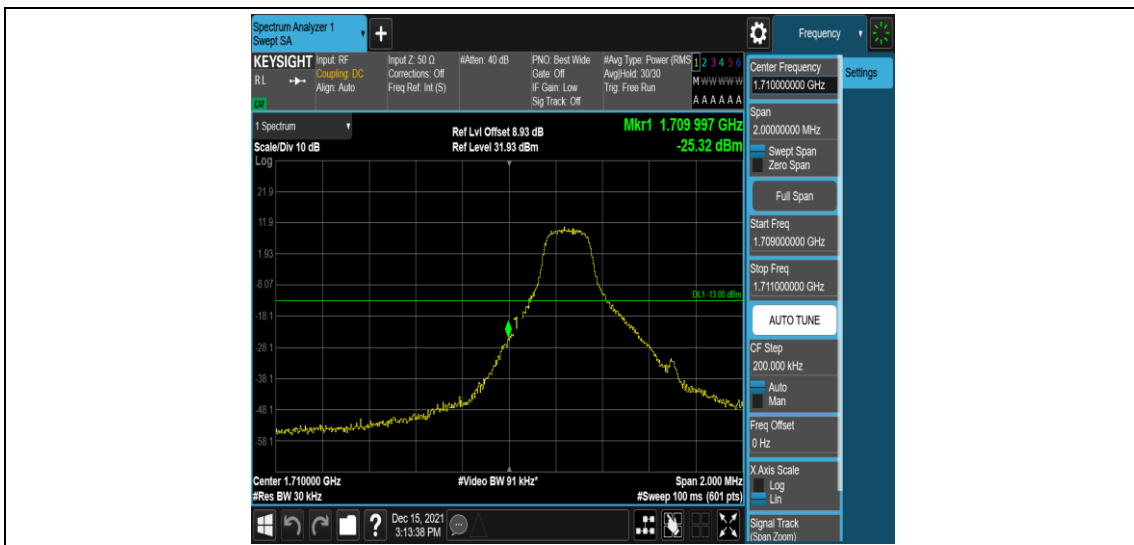 Spectrum Analyzer 1
Swept SA
+
Frequency
KEYSIGHT
RL
Input: RF
Coupling: DC
Align: Auto
Input Z: 50 Ω
Corrections: Off
Freq Ref: Int (S)
#Atten: 40 dB
PNO: Best Wide
Gate: Off
IF Gain: Low
Sig Track: Off
#Avg Type: Power (RMS
Avg|Hold: 30/30
Trig: Free Run
1 2 3 4 5 6
M W W W W W
A A A A A A
1 Spectrum
Scale/Div 10 dB
Log
Ref Lvl Offset 8.93 dB
Ref Level 31.93 dBm
Mkr1 1.709 997 GHz
-25.32 dBm
21.9
11.9
1.93
-8.07
-18.1
-28.1
-38.1
-48.1
-58.1
DL1 -13.00 dBm
1
Center 1.710000 GHz
#Res BW 30 kHz
#Video BW 91 kHz*
Span 2.000 MHz
#Sweep 100 ms (601 pts)
?
Dec 15, 2021
3:13:38 PM
Center Frequency
1.710000000 GHz
Settings
Span
2.00000000 MHz
Swept Span
Zero Span
Full Span
Start Freq
1.709000000 GHz
Stop Freq
1.711000000 GHz
AUTO TUNE
CF Step
200.000 kHz
Auto
Man
Freq Offset
0 Hz
X Axis Scale
Log
Lin
Signal Track
(Span Zoom)